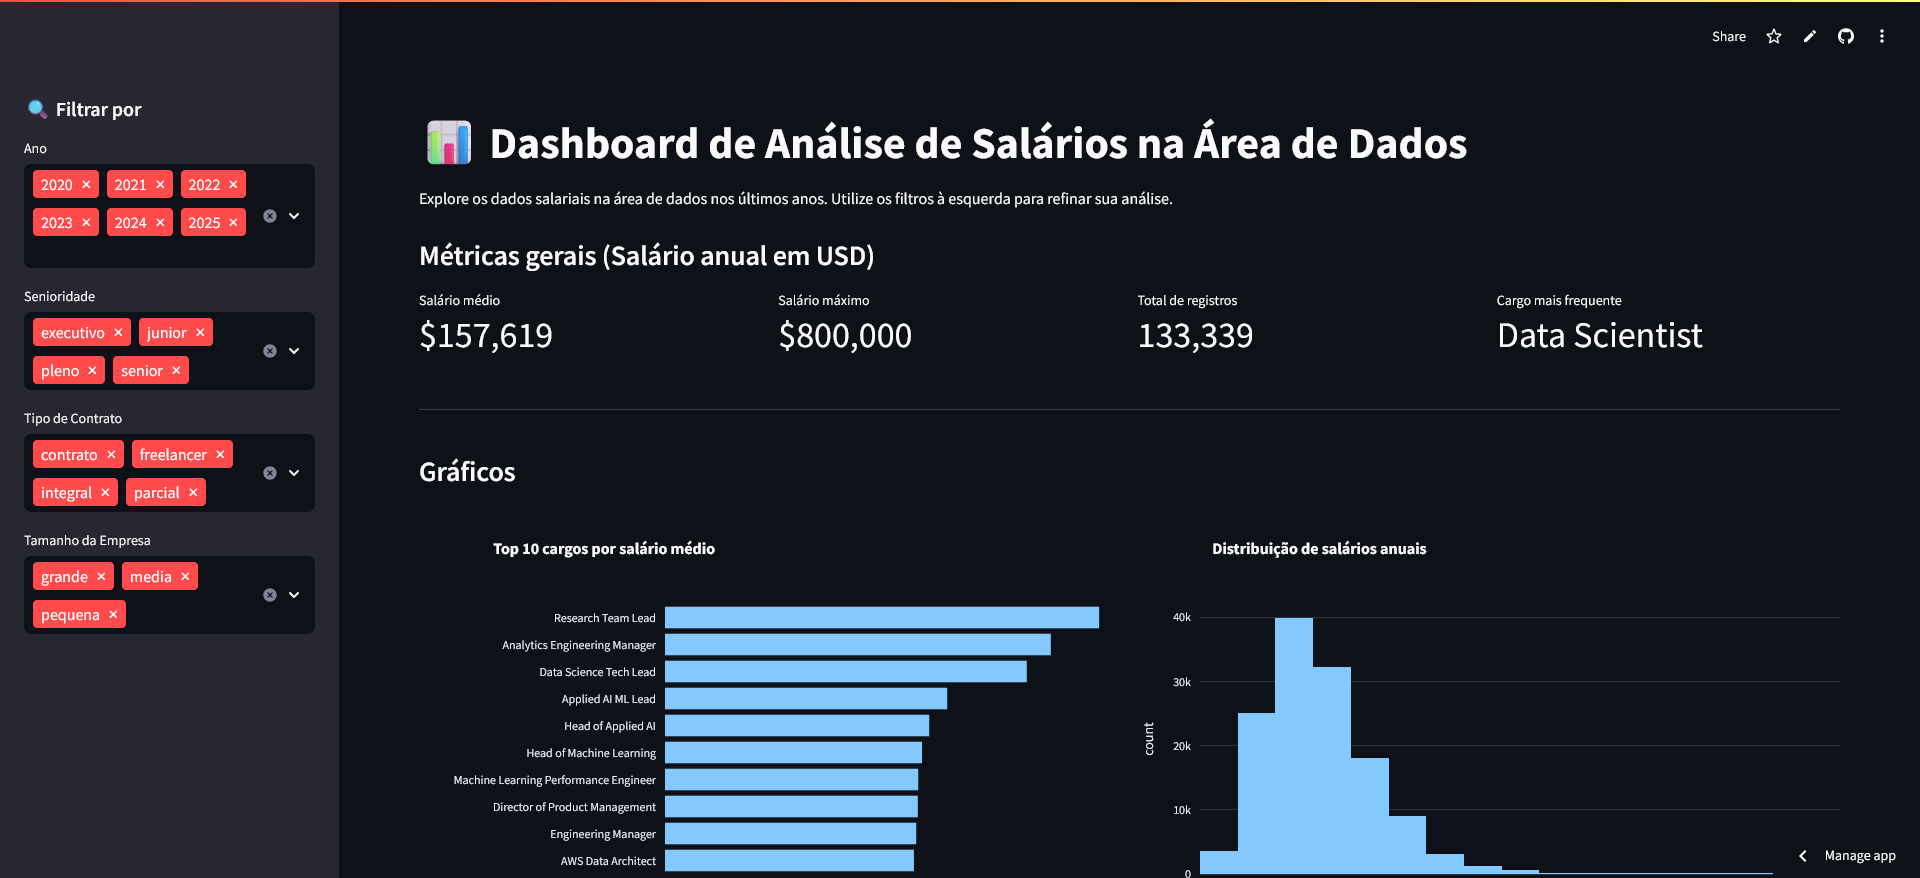 Share
Filtrar por
Ano
2020 × 2021 × 2022 ×
2023 × 2024 × 2025 ×
Senioridade
executivo × junior ×
pleno × senior ×
Tipo de Contrato
contrato × freelancer ×
integral × parcial ×
Tamanho da Empresa
grande × media ×
pequena ×
Dashboard de Análise de Salários na Área de Dados
Explore os dados salariais na área de dados nos últimos anos. Utilize os filtros à esquerda para refinar sua análise.
Métricas gerais (Salário anual em USD)
Salário médio
$157,619
Salário máximo
$800,000
Total de registros
133,339
Cargo mais frequente
Data Scientist
Gráficos
Top 10 cargos por salário médio
Research Team Lead
Analytics Engineering Manager
Data Science Tech Lead
Applied AI ML Lead
Head of Applied AI
Head of Machine Learning
Machine Learning Performance Engineer
Director of Product Management
Engineering Manager
AWS Data Architect
Distribuição de salários anuais
40k
30k
20k
10k
0
count
Manage app